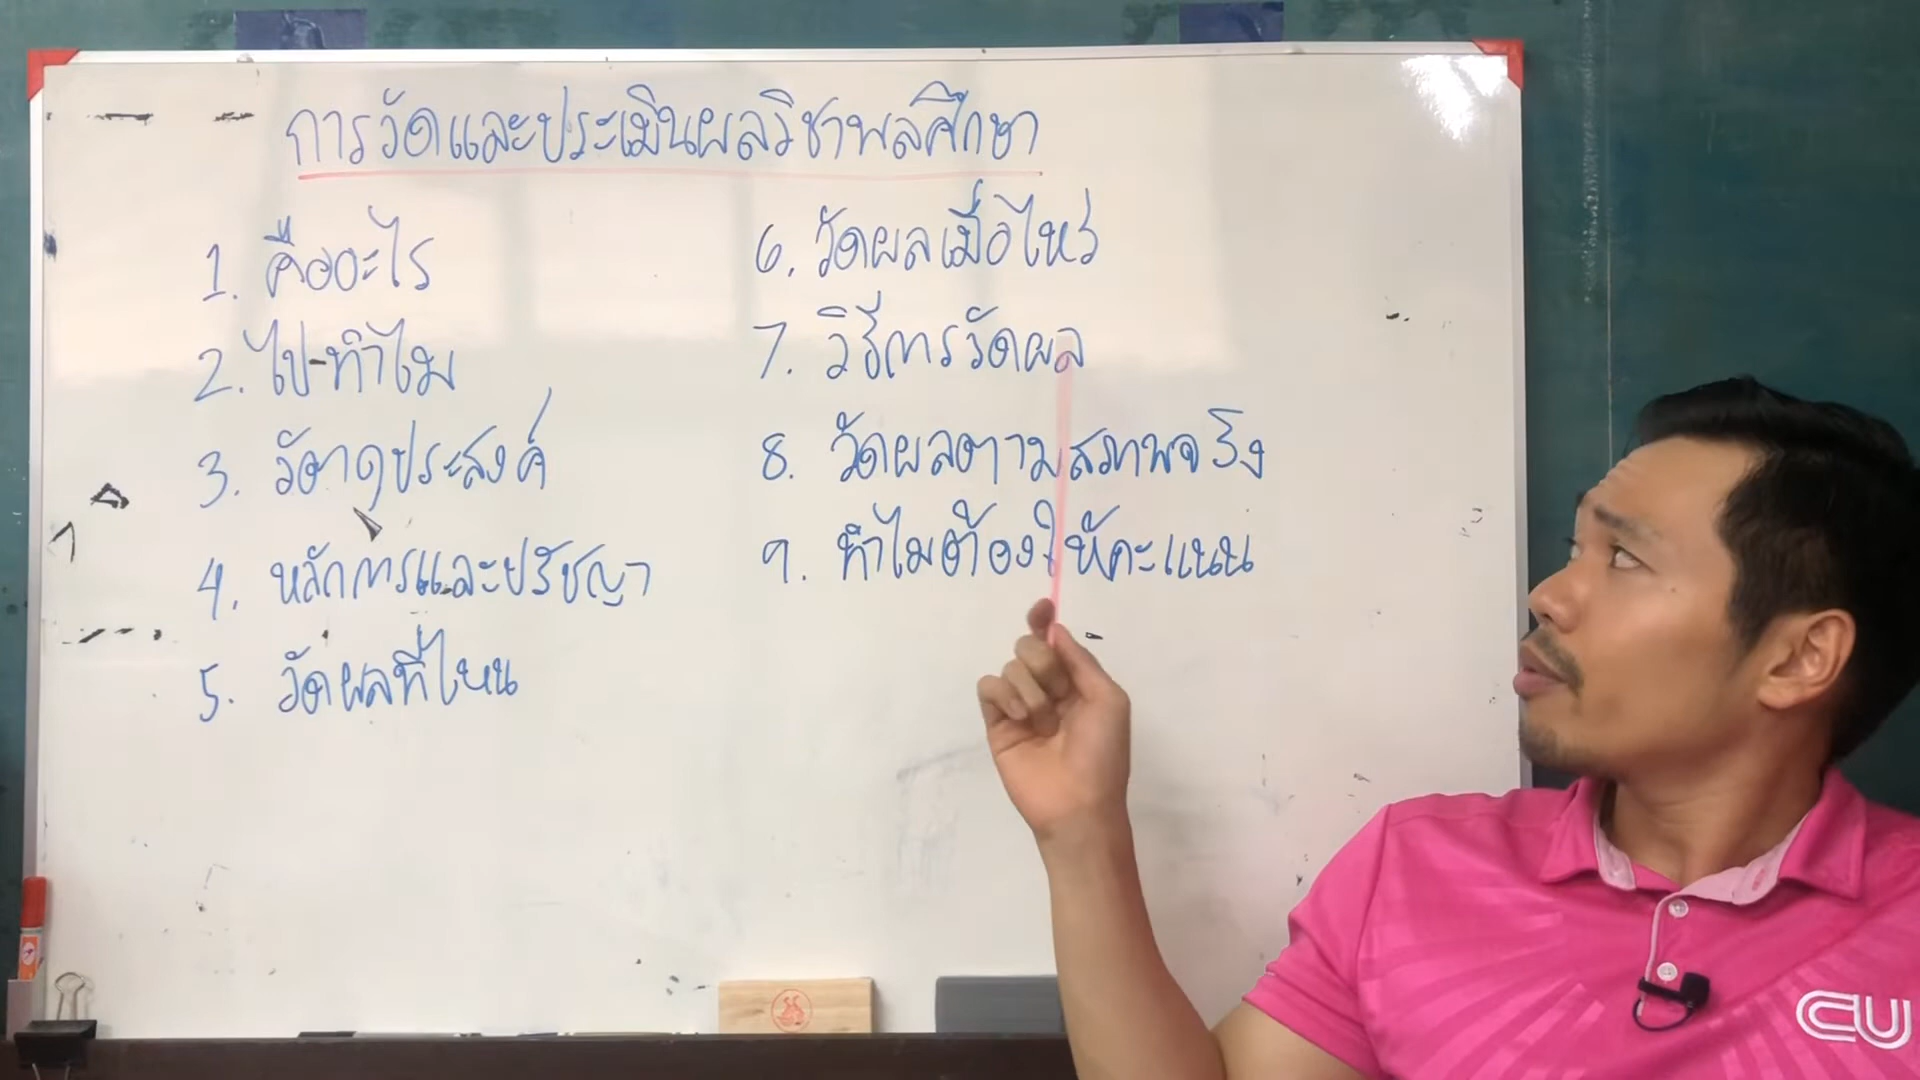 การวัดและประเมินผลวิชาพลศึกษา
1. คืออะไร
2. ไป-ทำไม
3. วัตถุประสงค์
4. หลักการและปรัชญา
5. วัดผลที่ไหน
6. วัดผลเมื่อไหร่
7. วิธีการวัดผล
8. วัดผลตามสภาพจริง
9. ทำไมต้องให้คะแนน
CU